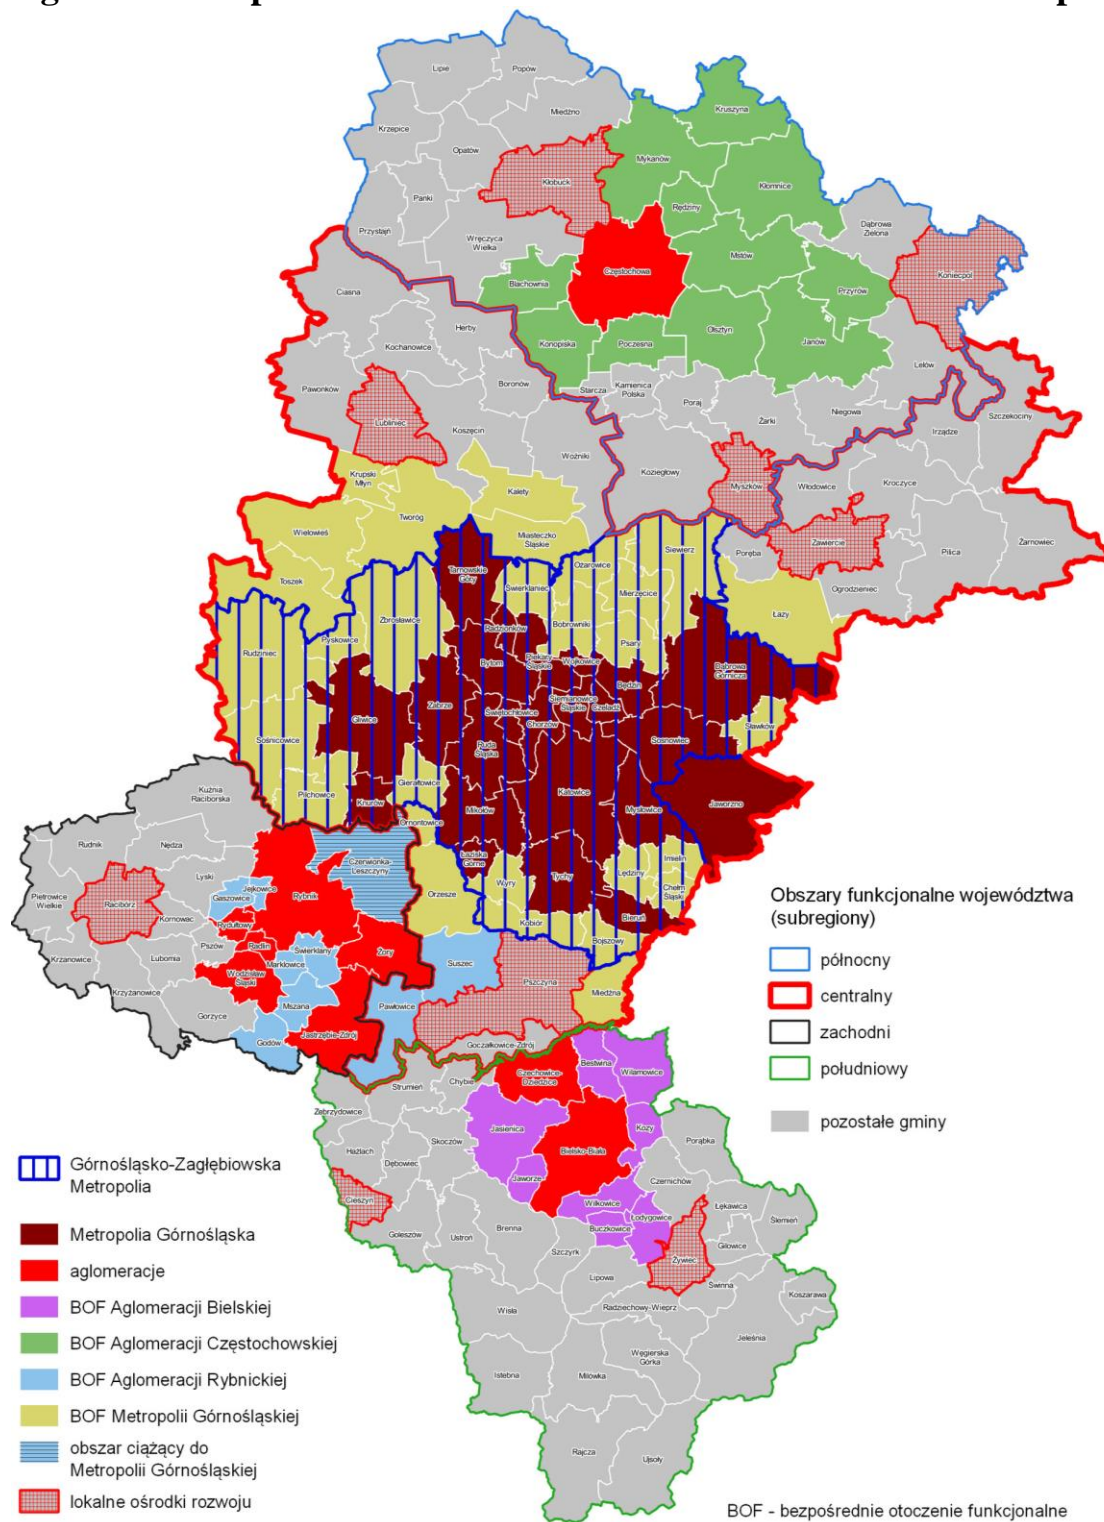 Lipie
Popów
Kruszyna
Miedźno
Krzepice
Opatów
Mykanów
Kłobuck
Kłomnice
Panki
Rędziny
Dąbrowa
Zielona
Przystajń
Wręczyca
Wielka
Mstów
Koniecpol
Częstochowa
Blachownia
Przyrów
Ciasna
Herby
Olsztyn
Konopiska
Poczesna
Janów
Kochanowice
Lelów
Boronów
Starcza
Kamienica
Polska
Pawonków
Poraj
Niegowa
Szczekociny
Żarki
Irządze
Lubliniec
Koszęcin
Woźniki
Koziegłowy
Krupski
Młyn
Myszków
Włodowice
Kroczyce
Kalety
Tworóg
Wielowieś
Miasteczko
Śląskie
Siewierz
Zawiercie
Żarnowiec
Poręba
Pilica
Ożarowice
Tarnowskie
Góry
Toszek
Świerklaniec
Mierzęcice
Ogrodzieniec
Łazy
Zbrosławice
Bobrowniki
Radzionków
Pyskowice
Psary
Rudziniec
Bytom
Piekary
Śląskie
Wojkowice
Dąbrowa
Górnicza
Będzin
Zabrze
Siemianowice
Śląskie
Czeladź
Świętochłowice
Chorzów
Gliwice
Sławków
Sosnowiec
Sośnicowice
Ruda
Śląska
Gierałtowice
Katowice
Pilchowice
Knurów
Mikołów
Mysłowice
Jaworzno
Kuźnia
Raciborska
Ornontowice
Rudnik
Nędza
Czerwionka-
Leszczyny
Łaziska
Górne
Imielin
Lędziny
Tychy
Wyry
Chełm
Śląski
Orzesze
Lyski
Jejkowice
Rybnik
Gaszowice
Pietrowice
Wielkie
Racibórz
Kornowac
Rydułtowy
Kobiór
Bieruń
Bojszowy
Pszów
Radlin
Świerklany
Żory
Krzanowice
Lubomia
Marklowice
Suszec
Wodzisław
Śląski
Pszczyna
Miedźna
Krzyżanowice
Gorzyce
Mszana
Pawłowice
Jastrzębie-Zdrój
Godów
Goczałkowice-Zdrój
Obszary funkcjonalne województwa
(subregiony)
północny
centralny
zachodni
południowy
pozostałe gminy
Bestwina
Czechowice-
Dziedzice
Wilamowice
Chybie
Strumień
Zebrzydowice
Jasienica
Kozy
Skoczów
Hażlach
Bielsko-Biała
Porąbka
Dębowiec
Jaworze
Czernichów
Cieszyn
Wilkowice
Łękawica
Łodygowice
Ślemień
Brenna
Buczkowice
Goleszów
Ustroń
Szczyrk
Gilowice
Żywiec
Lipowa
Świnna
Koszarawa
Wisła
Radziechowy-Wieprz
Jeleśnia
Węgierska
Górka
Istebna
Milówka
Rajcza
Ujsoły
Górnośląsko-Zagłębiowska
Metropolia
Metropolia Górnośląska
aglomeracje
BOF Aglomeracji Bielskiej
BOF Aglomeracji Częstochowskiej
BOF Aglomeracji Rybnickiej
BOF Metropolii Górnośląskiej
obszar ciążący do
Metropolii Górnośląskiej
lokalne ośrodki rozwoju
BOF - bezpośrednie otoczenie funkcjonalne